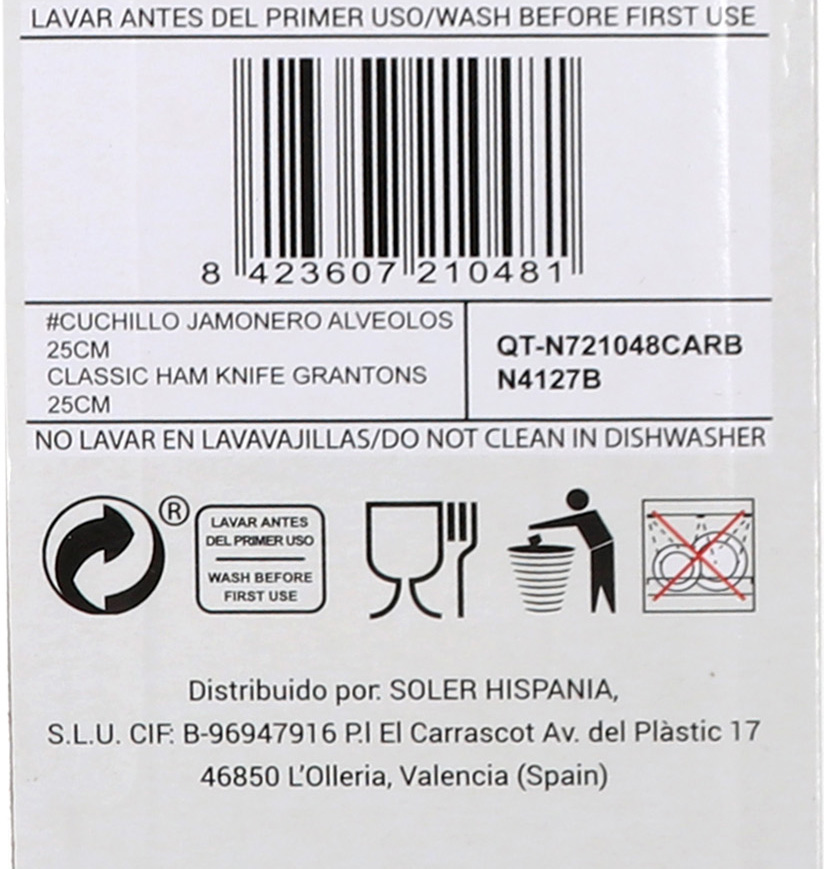 LAVAR ANTES DEL PRIMER USO/WASH BEFORE FIRST USE
8 423607 210481
#CUCHILLO JAMONERO ALVEOLOS
25CM
CLASSIC HAM KNIFE GRANTONS
25CM
QT-N721048CARB
N4127B
NO LAVAR EN LAVAVAJILLAS/DO NOT CLEAN IN DISHWASHER
®
LAVAR ANTES
DEL PRIMER USO
WASH BEFORE
FIRST USE
Distribuido por: SOLER HISPANIA,
S.L.U. CIF: B-96947916 P.I El Carrascot Av. del Plàstic 17
46850 L'Olleria, Valencia (Spain)